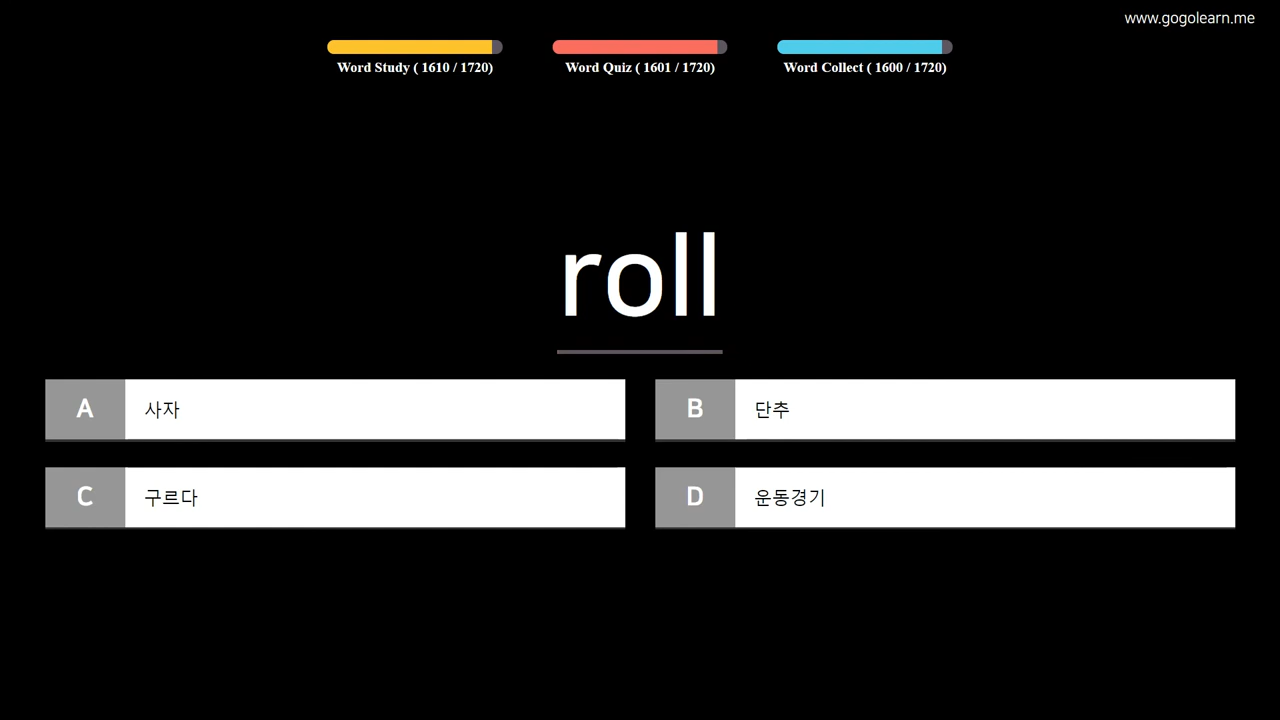 www.gogolearn.me
Word Study ( 1610 / 1720)
Word Quiz ( 1601 / 1720)
Word Collect ( 1600 / 1720)
roll
A 사자
B 단추
C 구르다
D 운동경기